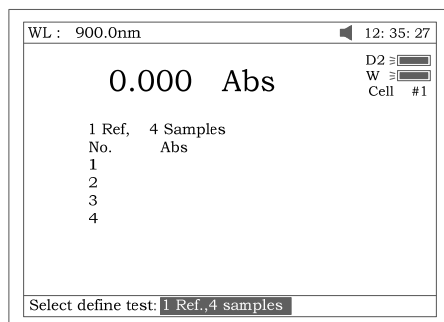 WL : 900.0nm 12: 35: 27
0.000 Abs
D2
W
Cell #1
1 Ref, 4 Samples
No. Abs
1
2
3
4
Select define test: 1 Ref.,4 samples